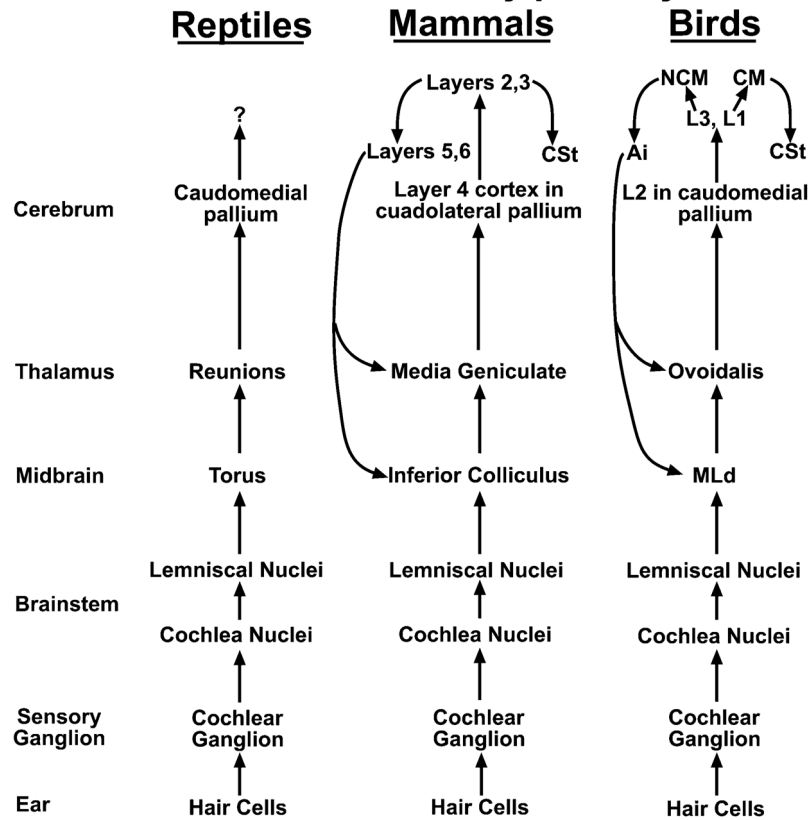 Reptiles Mammals Birds
Layers 2,3 NCM CM
? L3, L1
Layers 5,6 CSt Ai CSt
Cerebrum
Caudomedial
pallium
Layer 4 cortex in
cuadolateral pallium
L2 in caudomedial
pallium
Thalamus Reunions Media Geniculate Ovoidalis
Midbrain Torus Inferior Colliculus MLd
Lemniscal Nuclei Lemniscal Nuclei Lemniscal Nuclei
Brainstem
Cochlea Nuclei Cochlea Nuclei Cochlea Nuclei
Sensory
Ganglion
Cochlear
Ganglion
Cochlear
Ganglion
Cochlear
Ganglion
Ear Hair Cells Hair Cells Hair Cells